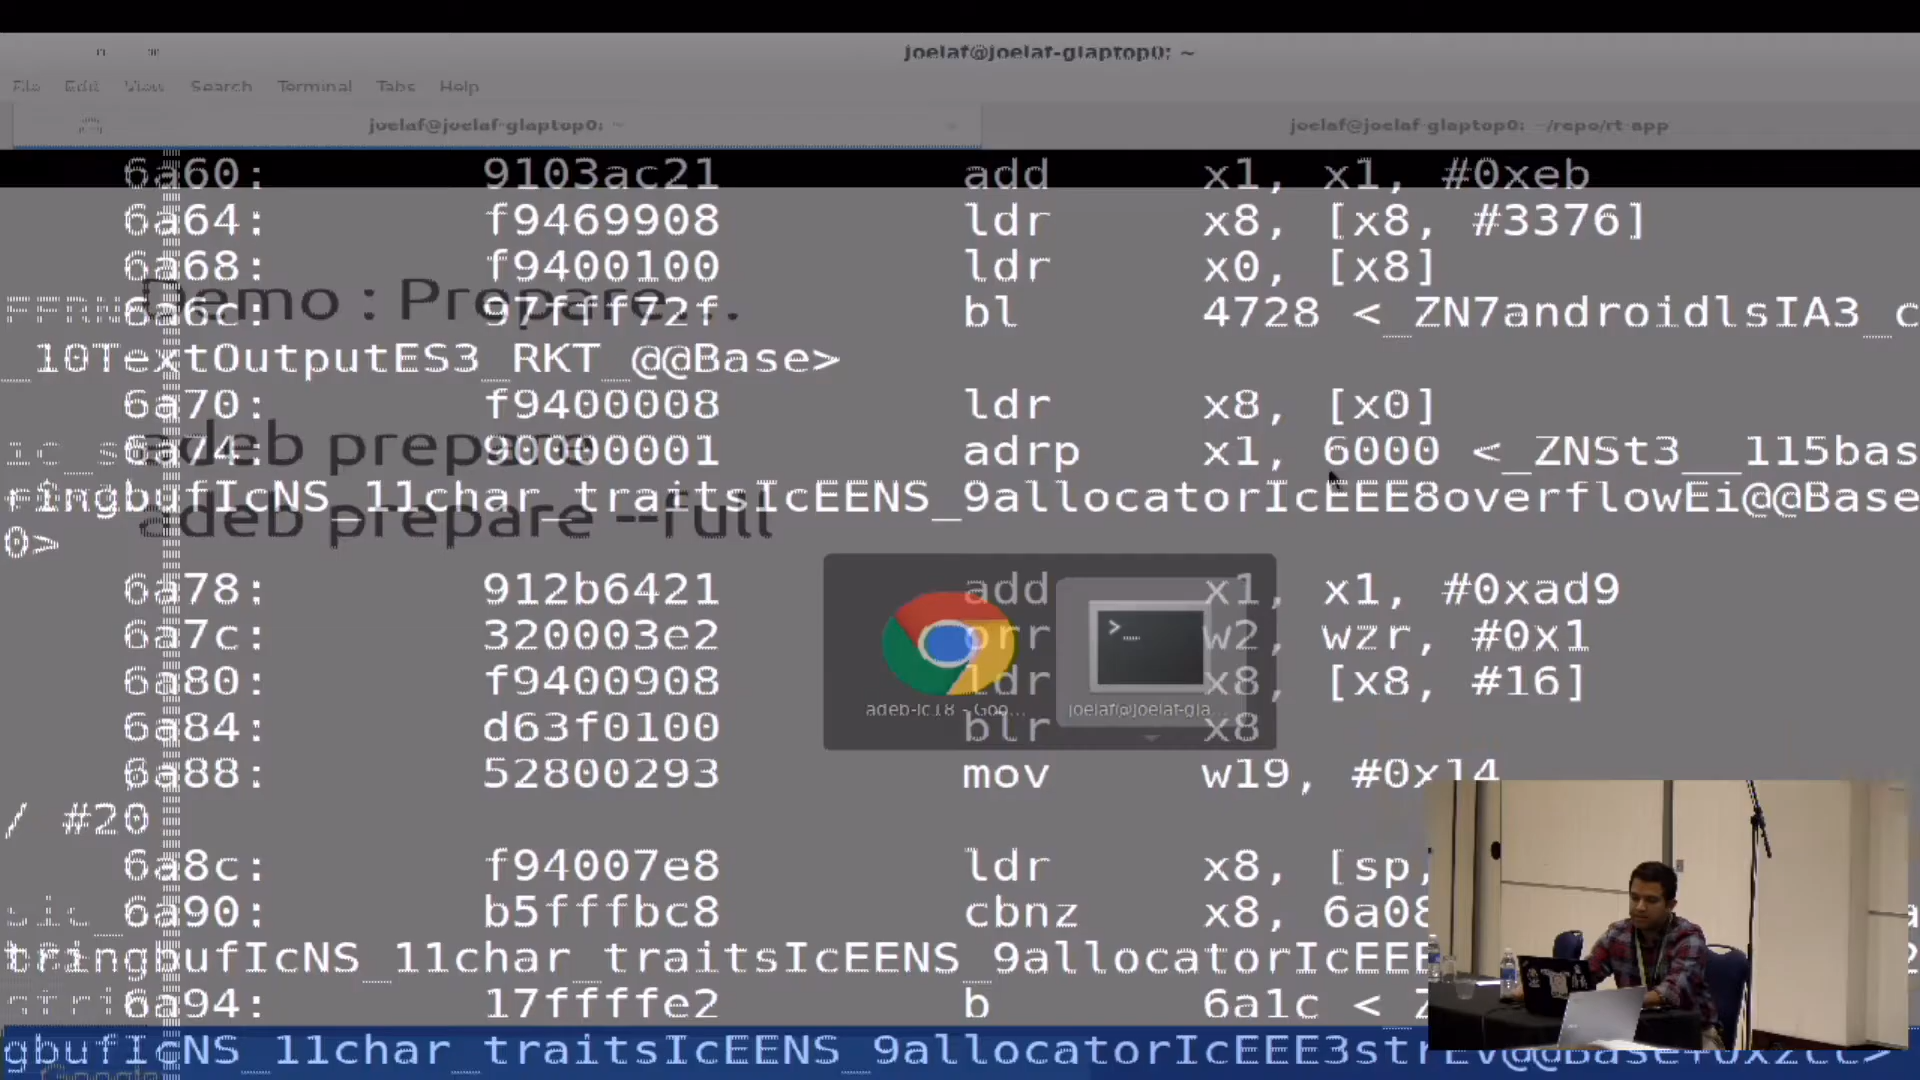 joelaf@joelaf-glaptop0: ~
File Edit View Search Terminal Tabs Help
joelaf@joelaf-glaptop0: ~
joelaf@joelaf-glaptop0: ~/repo/rt-app
6a60: 9103ac21 add x1, x1, #0xeb
6a64: f9469908 ldr x8, [x8, #3376]
6a68: f9400100 ldr x0, [x8]
Demo : Prepare...
6a6c: 97fff72f bl 4728 <_ZN7androidlsIA3_c
_10TextOutputES3_RKT_@@Base>
6a70: f9400008 ldr x8, [x0]
adeb prepare
6a74: 90000001 adrp x1, 6000 <_ZNSt3__115bas
ringbufIcNS_11char_traitsIcEENS_9allocatorIcEEE8overflowEi@@Base
adeb prepare --full
0>
6a78: 912b6421 add x1, x1, #0xad9
6a7c: 320003e2 orr w2, wzr, #0x1
6a80: f9400908 ldr x8, [x8, #16]
adeb-lc18 - Goo...
joelaf@joelaf-gla...
6a84: d63f0100 blr x8
6a88: 52800293 mov w19, #0x14
/ #20
6a8c: f94007e8 ldr x8, [sp,
6a90: b5fffbc8 cbnz x8, 6a08
tringbufIcNS_11char_traitsIcEENS_9allocatorIcEEE
6a94: 17ffffe2 b 6a1c <_Z
gbufIcNS_11char_traitsIcEENS_9allocatorIcEEE3strEv@@Base+0x2cc>